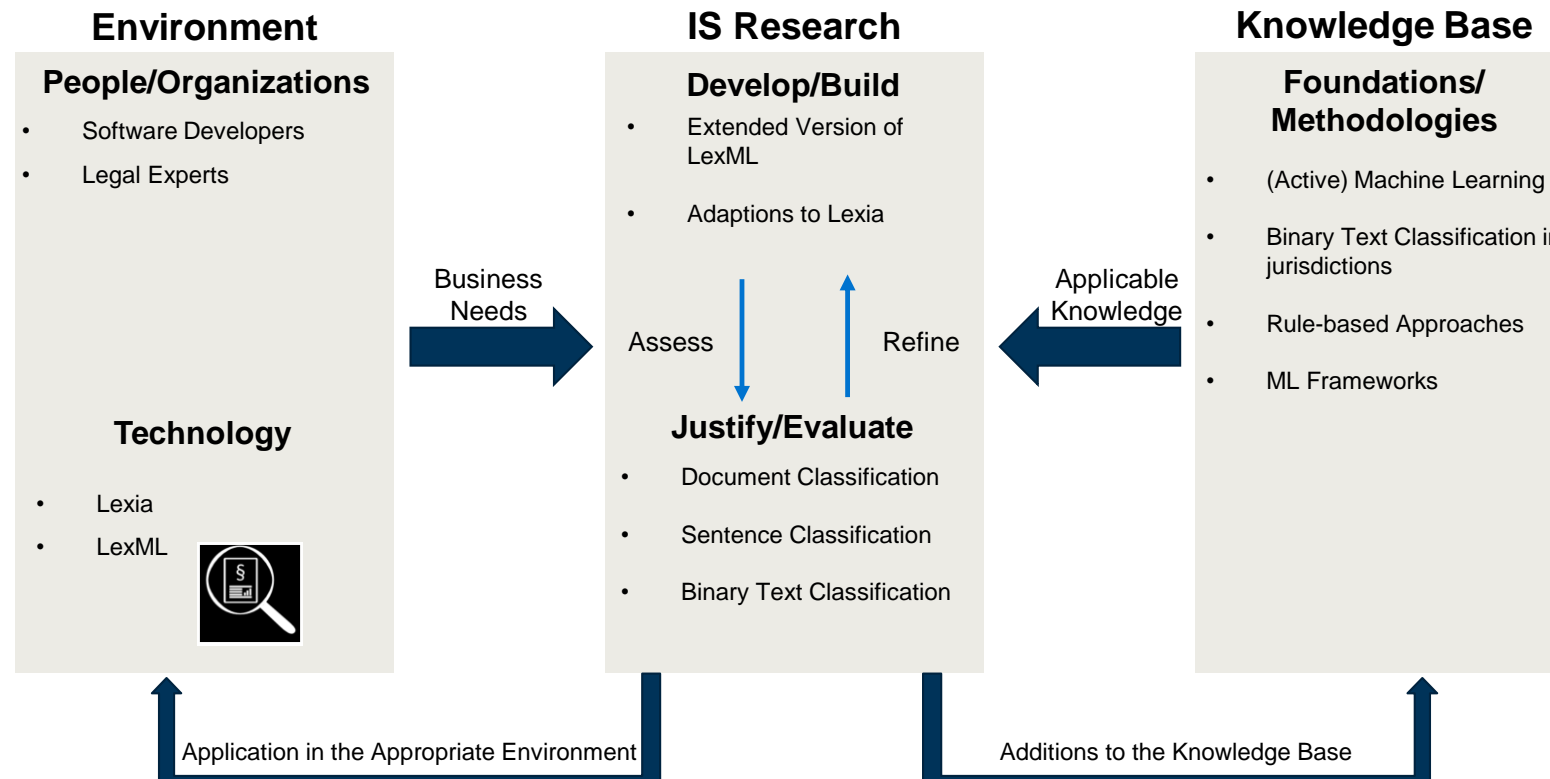 Environment
People/Organizations
• Software Developers
• Legal Experts
Technology
• Lexia
• LexML
§
Business
Needs
IS Research
Develop/Build
• Extended Version of
LexML
• Adaptions to Lexia
Assess
Refine
Justify/Evaluate
• Document Classification
• Sentence Classification
• Binary Text Classification
Applicable
Knowledge
Knowledge Base
Foundations/
Methodologies
• (Active) Machine Learning
• Binary Text Classification
jurisdictions
• Rule-based Approaches
• ML Frameworks
Application in the Appropriate Environment
Additions to the Knowledge Base